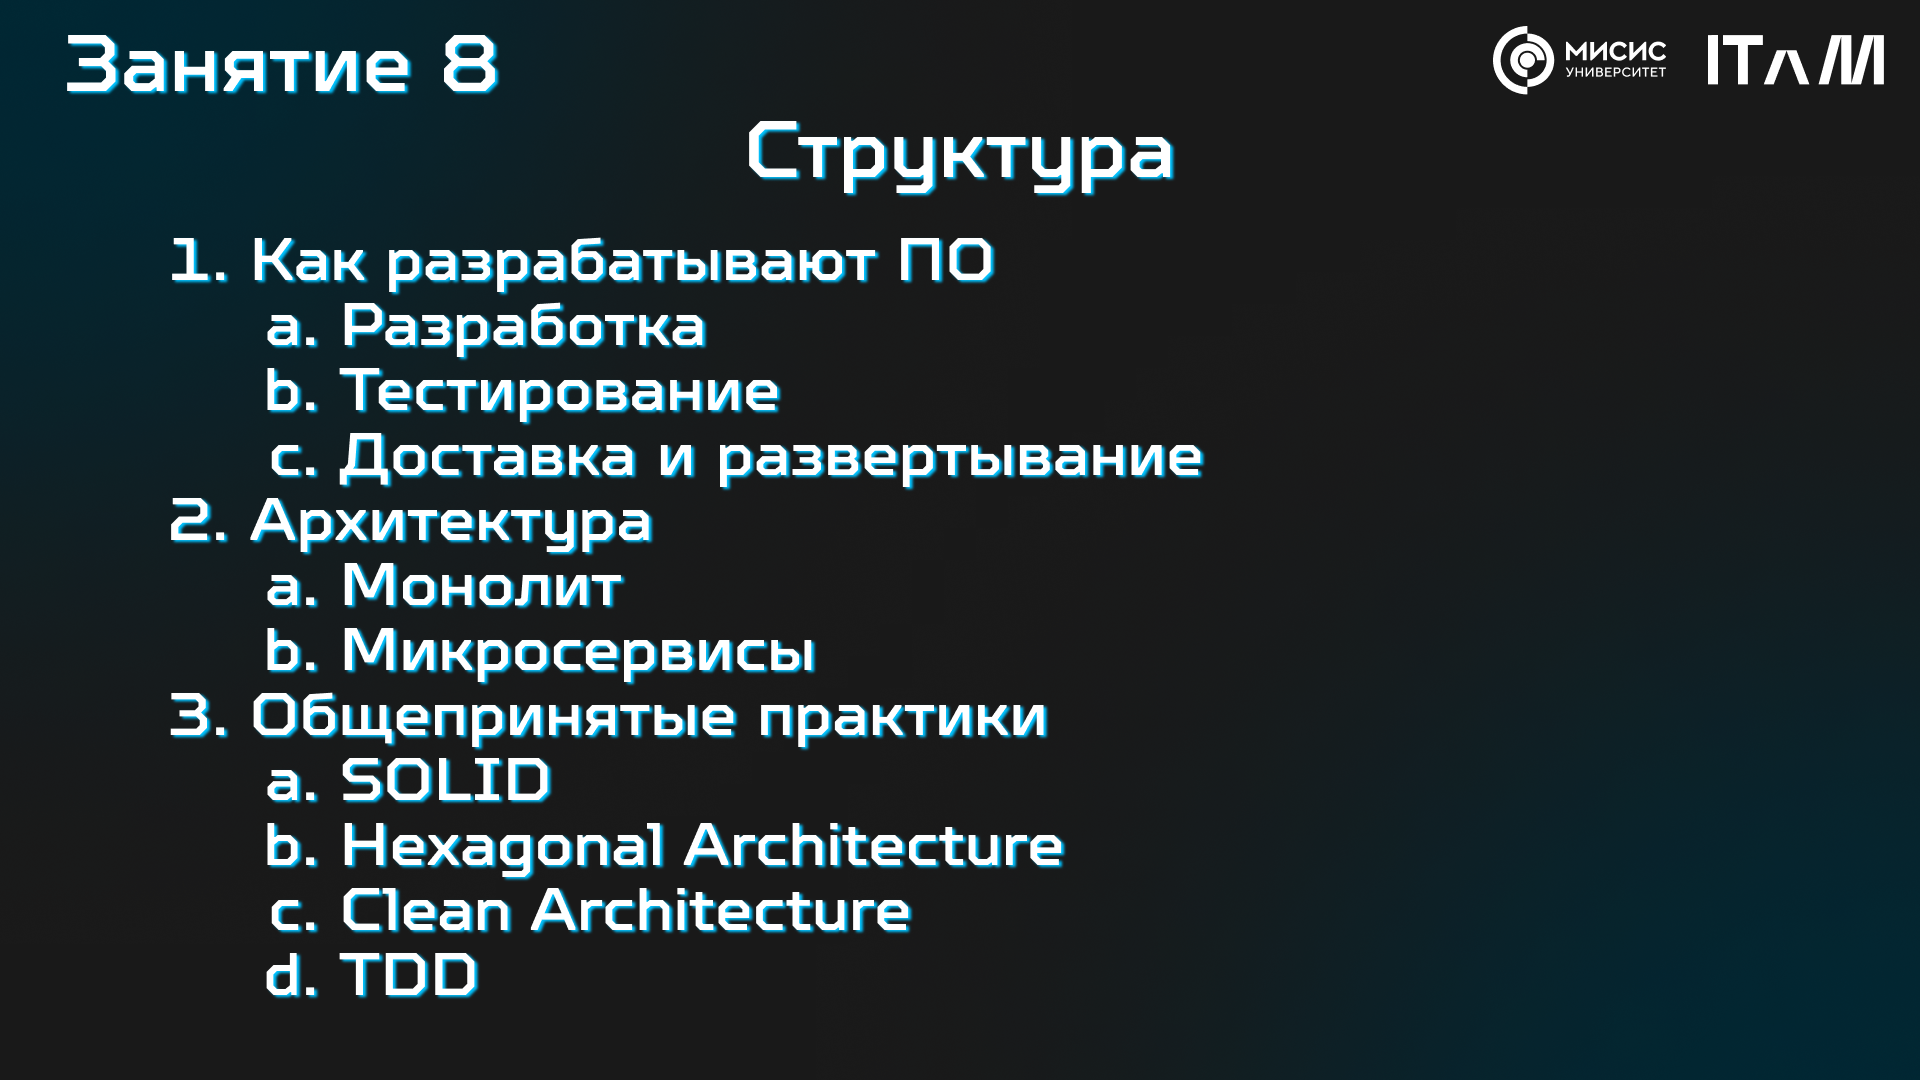 Занятие 8
МИСИС
УНИВЕРСИТЕТ
ITAM
Структура
1. Как разрабатывают ПО
a. Разработка
b. Тестирование
c. Доставка и развертывание
2. Архитектура
a. Монолит
b. Микросервисы
3. Общепринятые практики
a. SOLID
b. Hexagonal Architecture
c. Clean Architecture
d. TDD